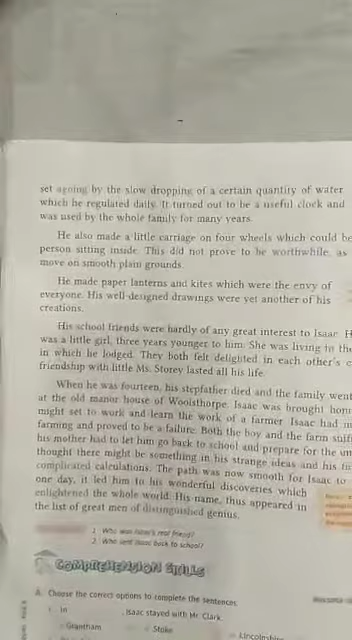 set agoing by the slow dropping of a certain quantity of water
which he regulated daily. It turned out to be a useful clock and
was used by the whole family for many years.
He also made a little carriage on four wheels which could be
person sitting inside. This did not prove to be worthwhile, as
move on smooth plain grounds.
He made paper lanterns and kites which were the envy of
everyone. His well-designed drawings were yet another of his
creations.
His school friends were hardly of any great interest to Isaac. H
was a little girl, three years younger to him. She was living in the
in which he lodged. They both felt delighted in each other's c
friendship with little Ms. Storey lasted all his life.
When he was fourteen, his stepfather died and the family went
at the old manor house of Woolsthorpe. Isaac was brought hom
might set to work and learn the work of a farmer. Isaac had
farming and proved to be a failure. Both the boy and the farm suff
his mother had to let him go back to school and prepare for the un
thought there might be something in his strange ideas and his
complicated calculations. The path was now smooth for Isaac to
one day, it led him to his wonderful discoveries which
enlightened the whole world. His name, thus appeared in
the list of great men of distinguished genius.
1. Who was Isaac's real friend?
2. Who sent Isaac back to school?
COMPREHENSION SKILLS
A. Choose the correct options to complete the sentences.
In , Isaac stayed with Mr. Clark.
Grantham Stoke Lincolnshire